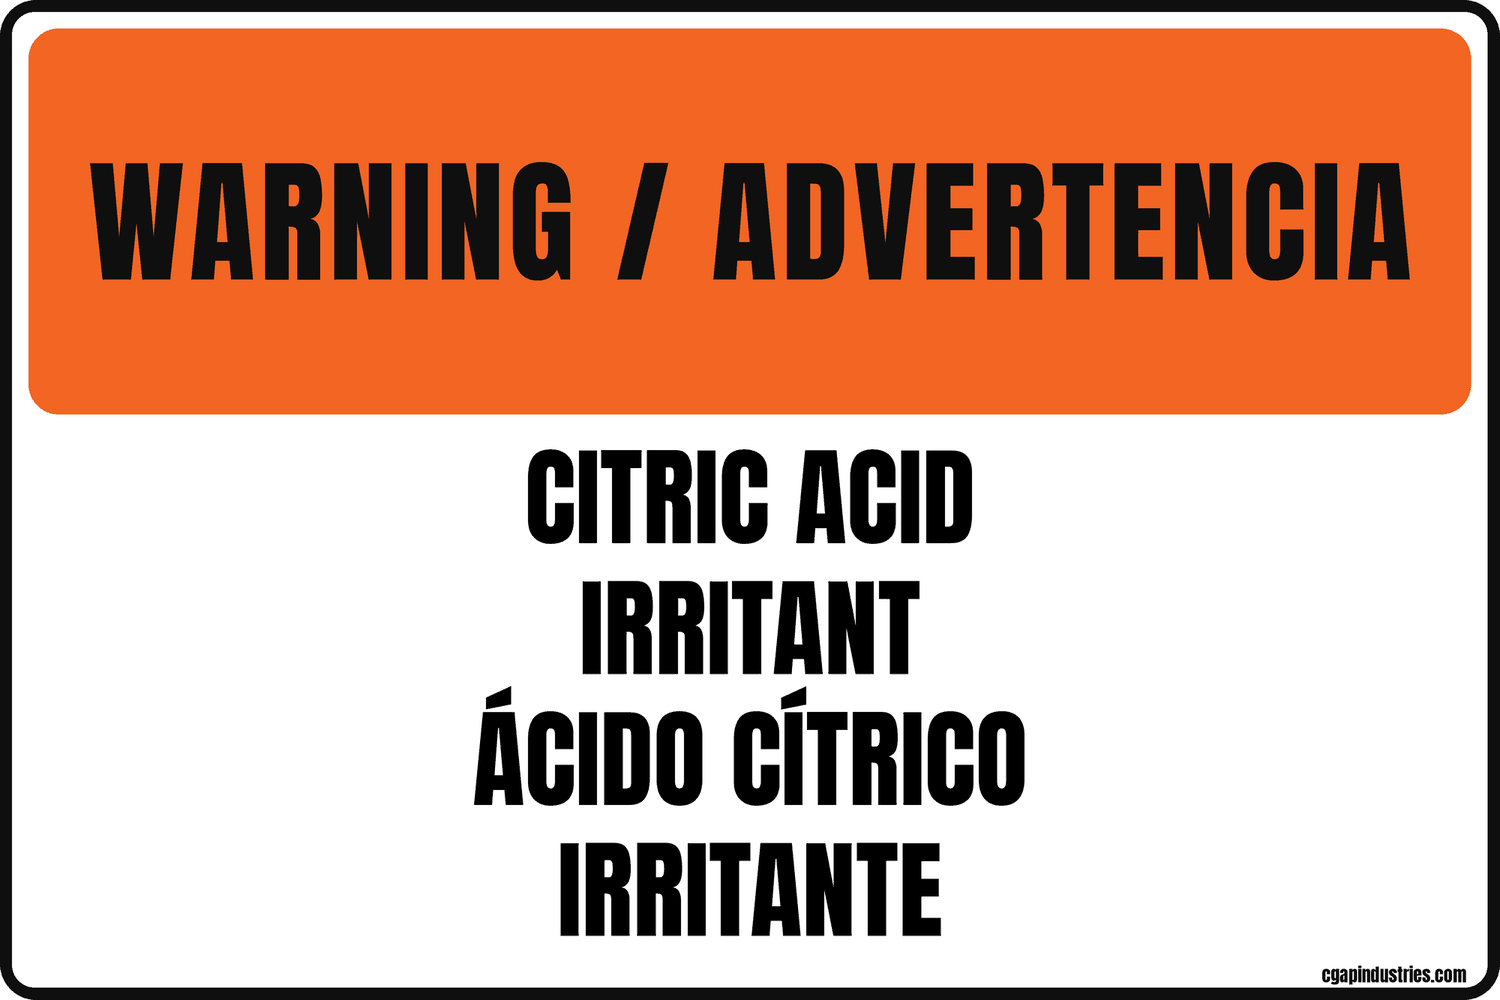 WARNING / ADVERTENCIA
CITRIC ACID
IRRITANT
ÁCIDO CÍTRICO
IRRITANTE
cgapindustries.com